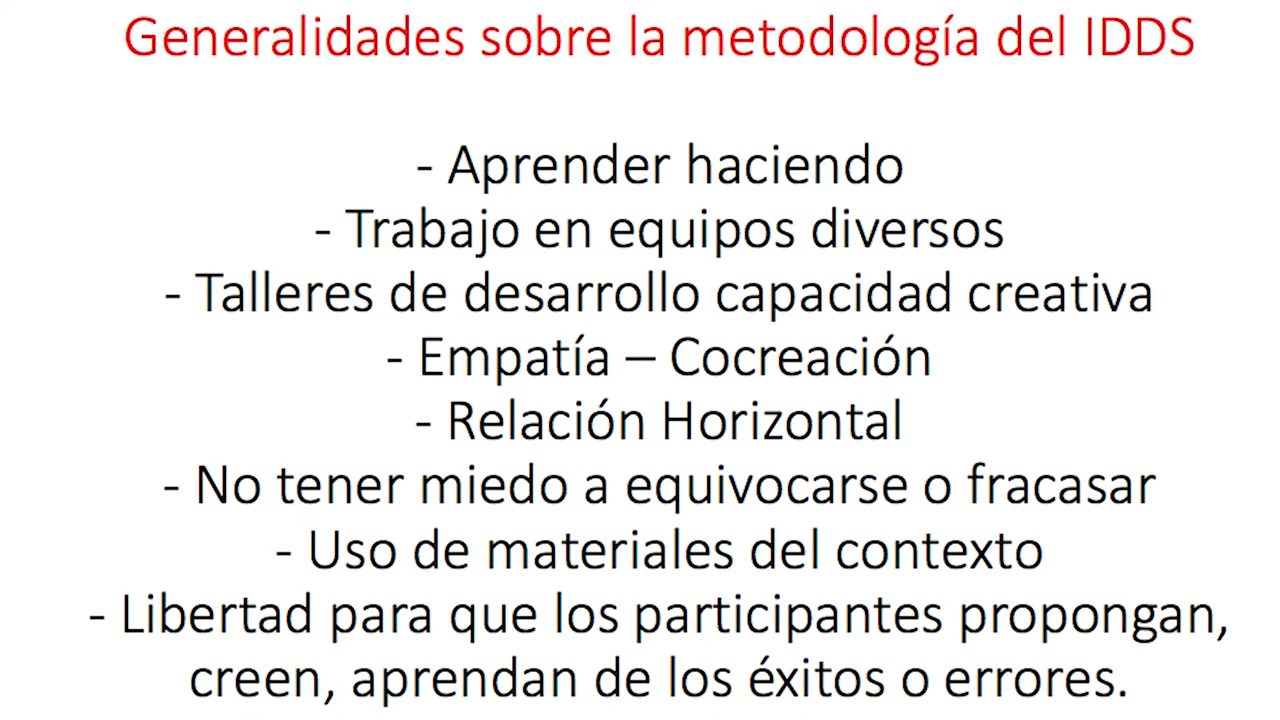 Generalidades sobre la metodología del IDDS
- Aprender haciendo
- Trabajo en equipos diversos
- Talleres de desarrollo capacidad creativa
- Empatía – Cocreación
- Relación Horizontal
- No tener miedo a equivocarse o fracasar
- Uso de materiales del contexto
- Libertad para que los participantes propongan,
creen, aprendan de los éxitos o errores.